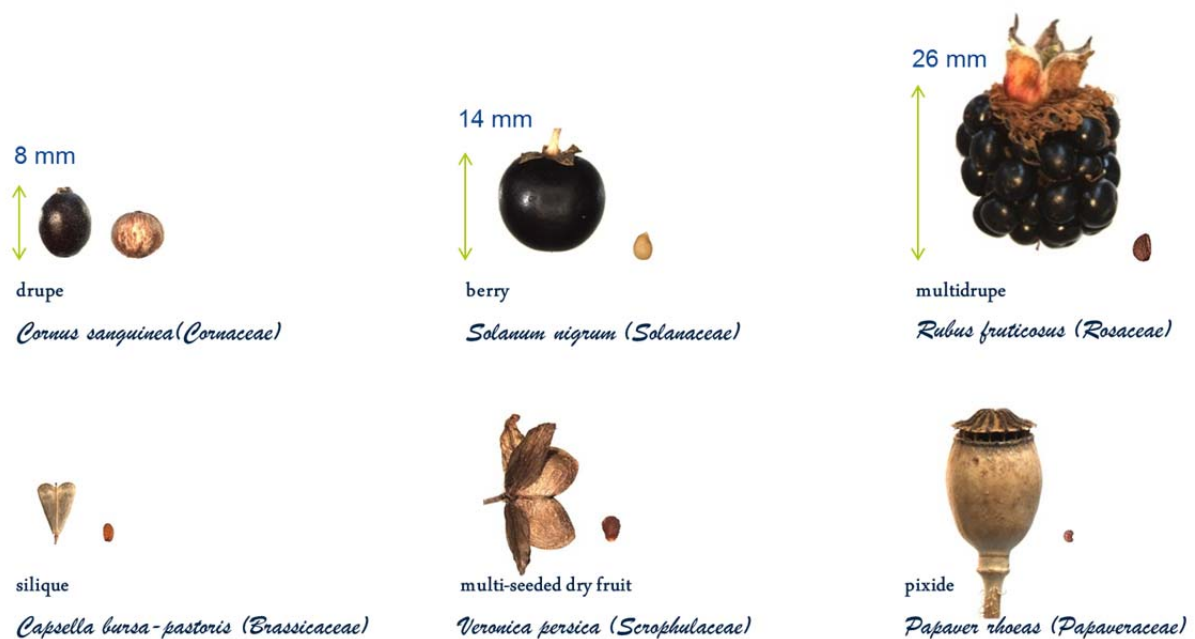 8 mm
14 mm
26 mm
drupe
berry
multidrupe
Cornus sanguinea(Cornaceae)
Solanum nigrum (Solanaceae)
Rubus fruticosus (Rosaceae)
silique
multi-seeded dry fruit
pixide
Capsella bursa-pastoris (Brassicaceae)
Veronica persica (Scrophulaceae)
Papaver rhoeas (Papaveraceae)